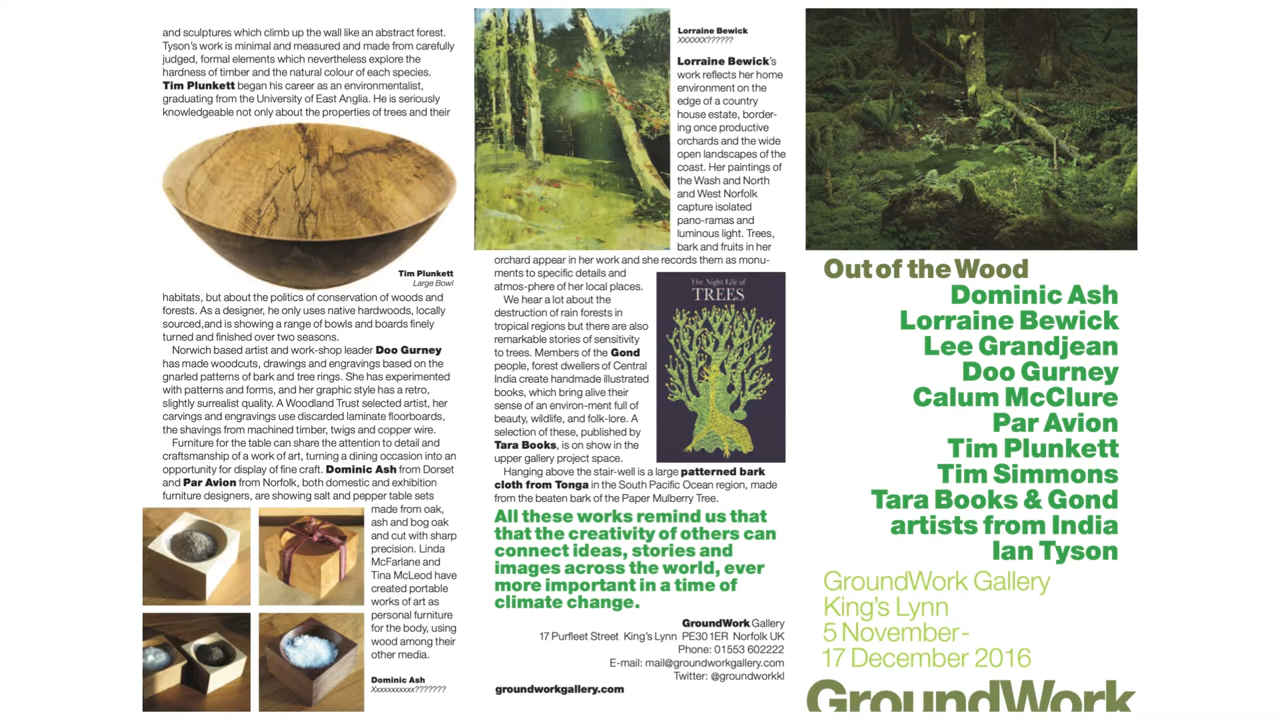 and sculptures which climb up the wall like an abstract forest.
Tyson's work is minimal and measured and made from carefully
judged, formal elements which nevertheless explore the
hardness of timber and the natural colour of each species.
Tim Plunkett began his career as an environmentalist,
graduating from the University of East Anglia. He is seriously
knowledgeable not only about the properties of trees and their
Tim Plunkett
Large Bowl
habitats, but about the politics of conservation of woods and
forests. As a designer, he only uses native hardwoods, locally
sourced,and is showing a range of bowls and boards finely
turned and finished over two seasons.
Norwich based artist and work-shop leader Doo Gurney
has made woodcuts, drawings and engravings based on the
gnarled patterns of bark and tree rings. She has experimented
with patterns and forms, and her graphic style has a retro,
slightly surrealist quality. A Woodland Trust selected artist, her
carvings and engravings use discarded laminate floorboards,
the shavings from machined timber, twigs and copper wire.
Furniture for the table can share the attention to detail and
craftsmanship of a work of art, turning a dining occasion into an
opportunity for display of fine craft. Dominic Ash from Dorset
and Par Avion from Norfolk, both domestic and exhibition
furniture designers, are showing salt and pepper table sets
made from oak,
ash and bog oak
and cut with sharp
precision. Linda
McFarlane and
Tina McLeod have
created portable
works of art as
personal furniture
for the body, using
wood among their
other media.
Dominic Ash
Xxxxxxxxxxx???????
Lorraine Bewick
XXXXXX??????
Lorraine Bewick's
work reflects her home
environment on the
edge of a country
house estate, border-
ing once productive
orchards and the wide
open landscapes of the
coast. Her paintings of
the Wash and North
and West Norfolk
capture isolated
pano-ramas and
luminous light. Trees,
bark and fruits in her
orchard appear in her work and she records them as monu-
ments to specific details and
atmos-phere of her local places.
We hear a lot about the
destruction of rain forests in
tropical regions but there are also
remarkable stories of sensitivity
to trees. Members of the Gond
people, forest dwellers of Central
India create handmade illustrated
books, which bring alive their
sense of an environ-ment full of
beauty, wildlife, and folk-lore. A
selection of these, published by
Tara Books, is on show in the
upper gallery project space.
The Night Life of
TREES
Hanging above the stair-well is a large patterned bark
cloth from Tonga in the South Pacific Ocean region, made
from the beaten bark of the Paper Mulberry Tree.
All these works remind us that
that the creativity of others can
connect ideas, stories and
images across the world, ever
more important in a time of
climate change.
GroundWork Gallery
17 Purfleet Street King's Lynn PE30 1ER Norfolk UK
Phone: 01553 602222
E-mail: mail@groundworkgallery.com
Twitter: @groundworkkl
groundworkgallery.com
Out of the Wood
Dominic Ash
Lorraine Bewick
Lee Grandjean
Doo Gurney
Calum McClure
Par Avion
Tim Plunkett
Tim Simmons
Tara Books & Gond
artists from India
Ian Tyson
GroundWork Gallery
King's Lynn
5 November-
17 December 2016
GroundWork